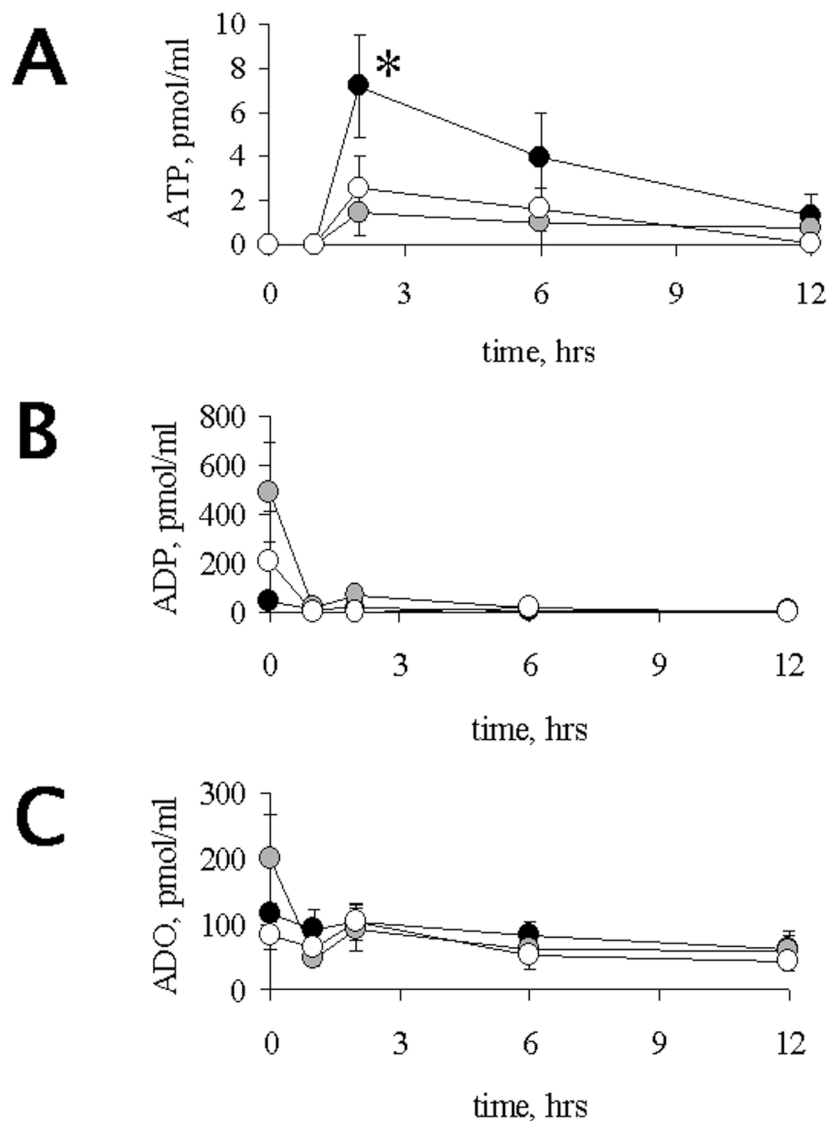 A
ATP, pmol/ml
10
8
6
4
2
0
*
0 3 6 9 12
time, hrs
B
ADP, pmol/ml
800
600
400
200
0
0 3 6 9 12
time, hrs
C
ADO, pmol/ml
300
200
100
0
0 3 6 9 12
time, hrs